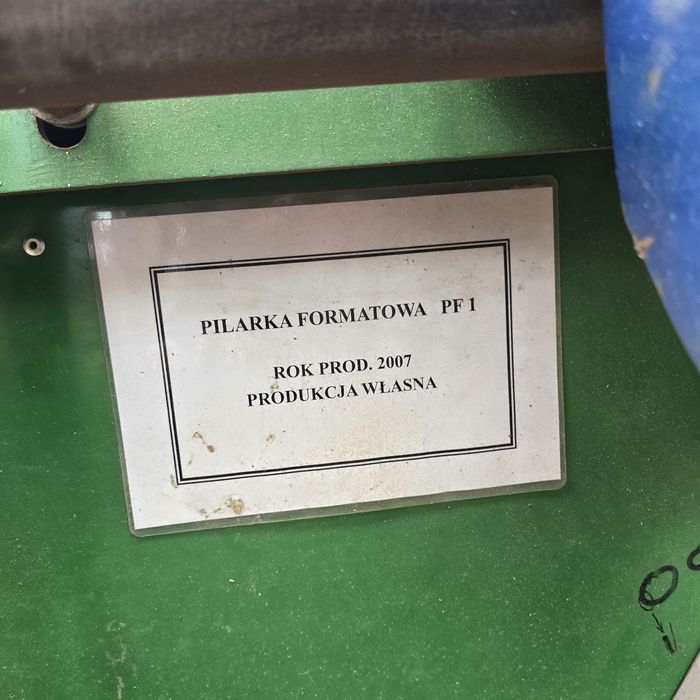 PILARKA FORMATOWA PF 1
ROK PROD. 2007
PRODUKCJA WŁASNA